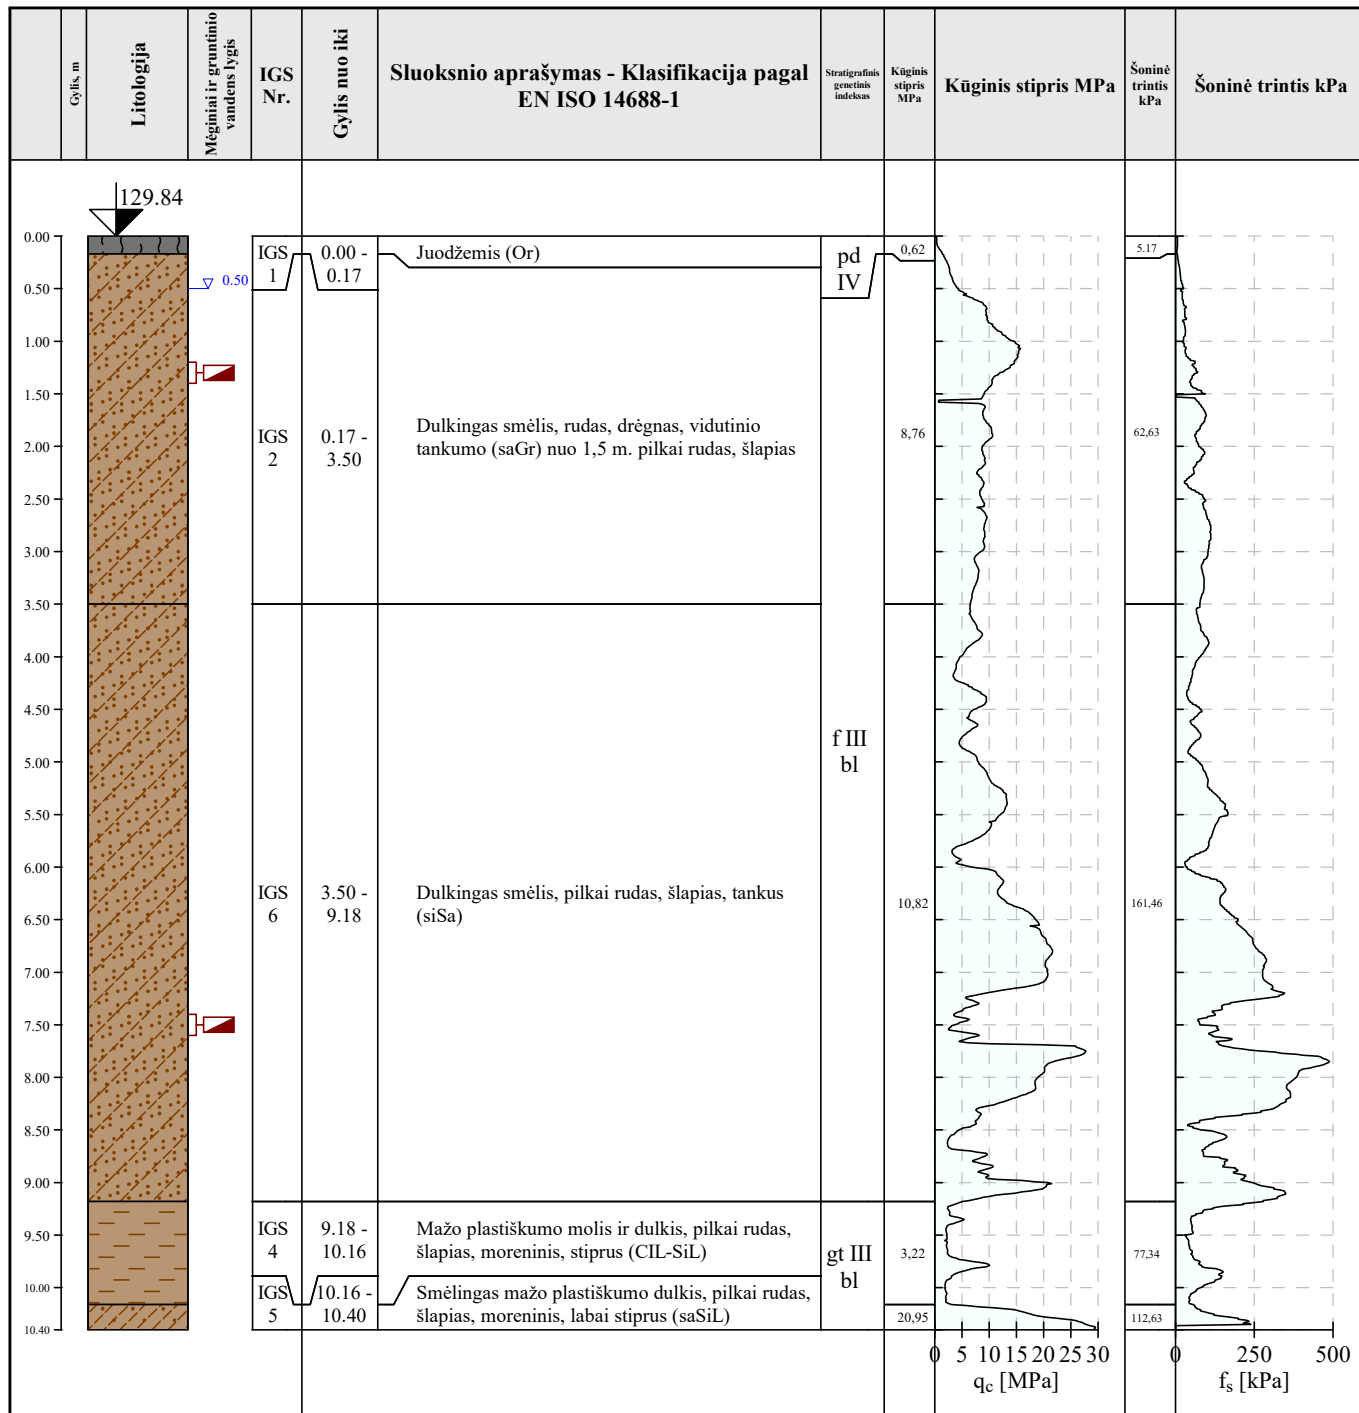 Gylis, m
Litologija
Mėginiai ir gruntinio
vandens lygis
IGS
Nr.
Gylis nuo iki
Sluoksnio aprašymas - Klasifikacija pagal
EN ISO 14688-1
Stratigrafinis
genetinis
indeksas
Kūginis
stipris
MPa
Kūginis stipris MPa
Šoninė
trintis
kPa
Šoninė trintis kPa
129.84
0.00
0.50
1.00
1.50
2.00
2.50
3.00
3.50
4.00
4.50
5.00
5.50
6.00
6.50
7.00
7.50
8.00
8.50
9.00
9.50
10.00
10.40
0.50
IGS
1
0.00 -
0.17
Juodžemis (Or)
pd
IV
0,62
5.17
IGS
2
0.17 -
3.50
Dulkingas smėlis, rudas, drėgnas, vidutinio
tankumo (saGr) nuo 1,5 m. pilkai rudas, šlapias
8,76
62,63
f III
bl
IGS
6
3.50 -
9.18
Dulkingas smėlis, pilkai rudas, šlapias, tankus
(siSa)
10,82
161,46
IGS
4
9.18 -
10.16
Mažo plastiškumo molis ir dulkis, pilkai rudas,
šlapias, moreninis, stiprus (CIL-SiL)
gt III
bl
3,22
77,34
IGS
5
10.16 -
10.40
Smėlingas mažo plastiškumo dulkis, pilkai rudas,
šlapias, moreninis, labai stiprus (saSiL)
20,95
112,63
0 5 10 15 20 25 30
qc [MPa]
0 250 500
fs [kPa]